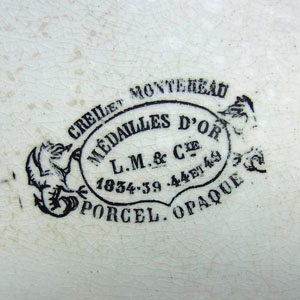 CREIL ET MONTEREAU
MÉDAILLES D'OR
L.M. & CIE
1834·39·44 ET 49
PORCEL. OPAQUE